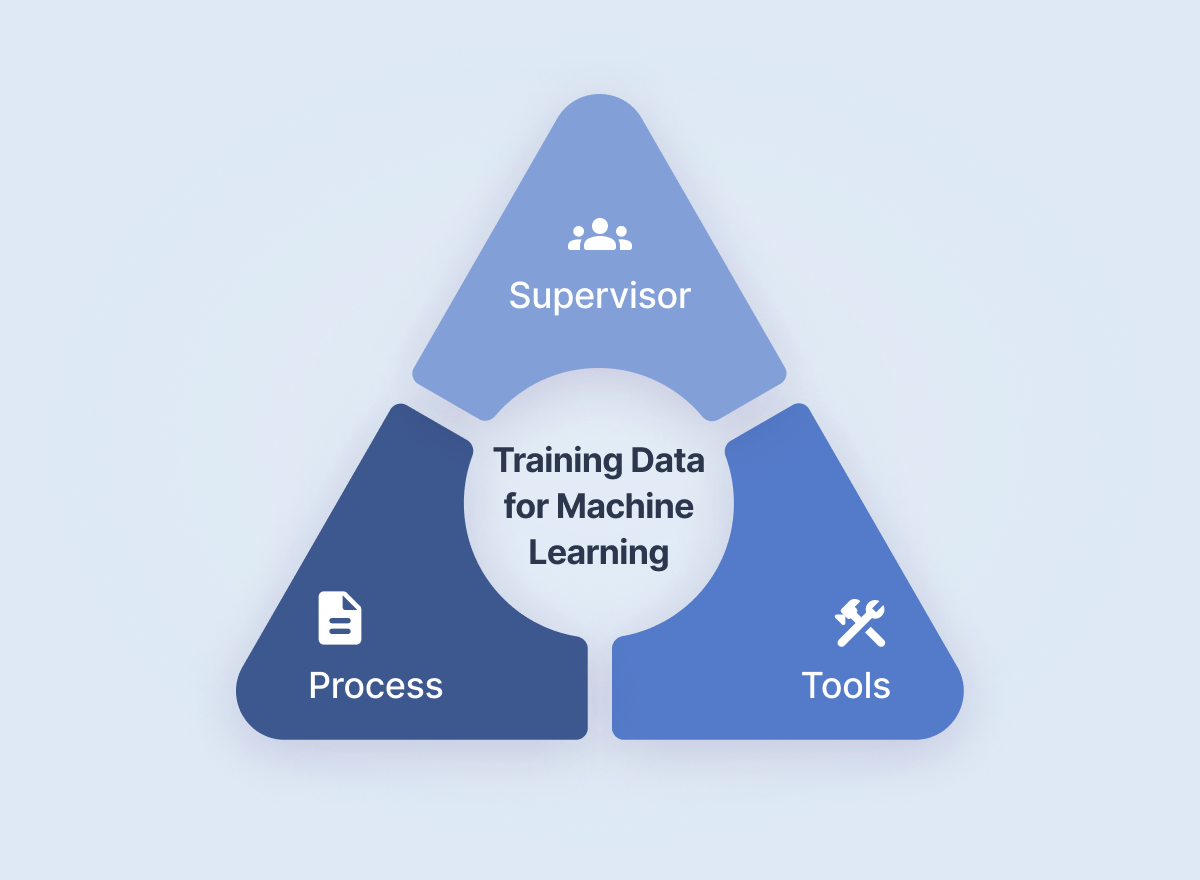 Supervisor
Training Data
for Machine
Learning
Process
Tools